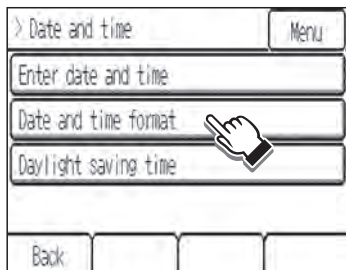 > Date and time
Menu
Enter date and time
Date and time format
Daylight saving time
Back